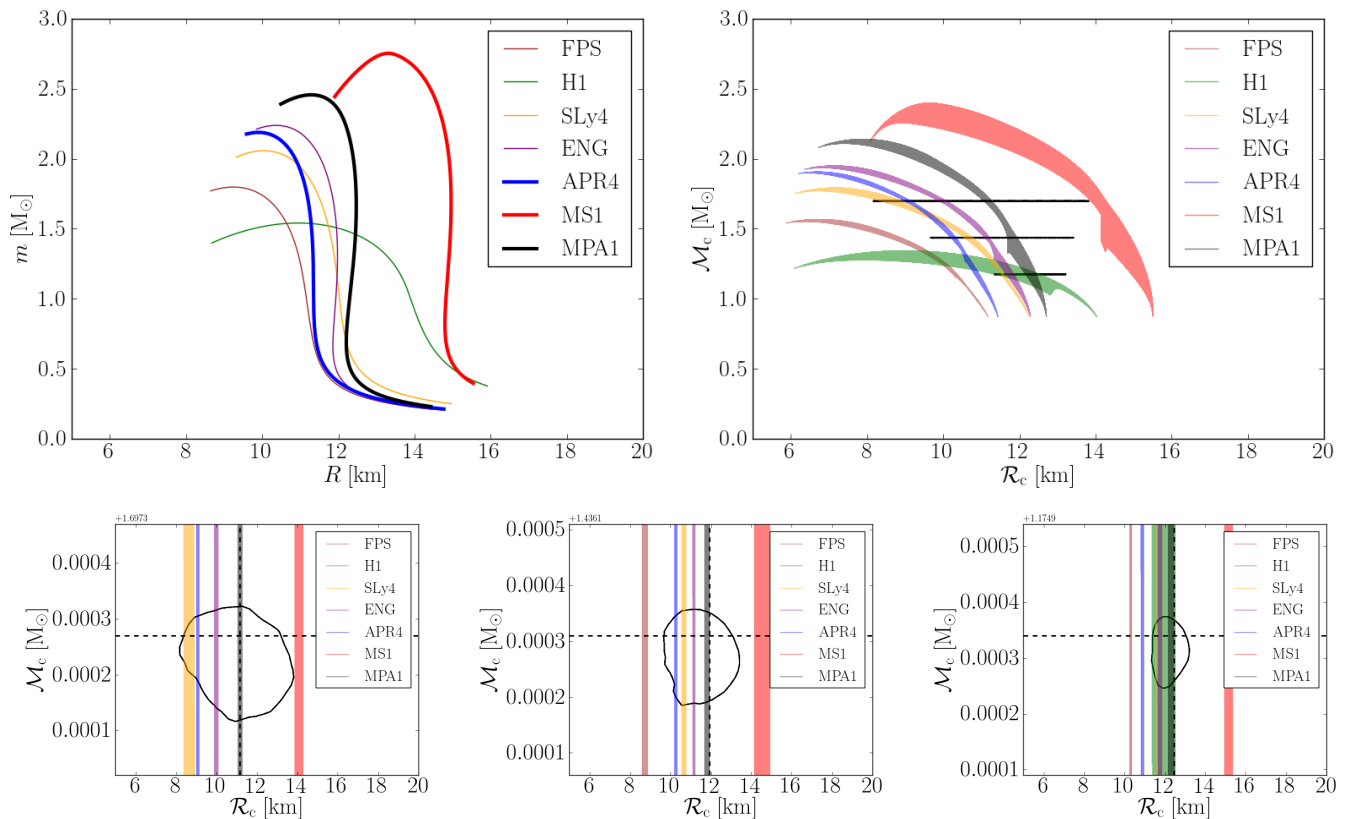 3.0
2.5
2.0
1.5
1.0
0.5
0.0
m [M⊙]
6 8 10 12 14 16 18 20
R [km]
FPS
H1
SLy4
ENG
APR4
MS1
MPA1
3.0
2.5
2.0
1.5
1.0
0.5
0.0
ℳc [M⊙]
6 8 10 12 14 16 18 20
ℛc [km]
FPS
H1
SLy4
ENG
APR4
MS1
MPA1
+1.6973
0.0004
0.0003
0.0002
0.0001
ℳc [M⊙]
6 8 10 12 14 16 18 20
ℛc [km]
FPS
H1
SLy4
ENG
APR4
MS1
MPA1
+1.4361
0.0005
0.0004
0.0003
0.0002
0.0001
ℳc [M⊙]
6 8 10 12 14 16 18 20
ℛc [km]
FPS
H1
SLy4
ENG
APR4
MS1
MPA1
+1.1749
0.0005
0.0004
0.0003
0.0002
0.0001
ℳc [M⊙]
6 8 10 12 14 16 18 20
ℛc [km]
FPS
H1
SLy4
ENG
APR4
MS1
MPA1